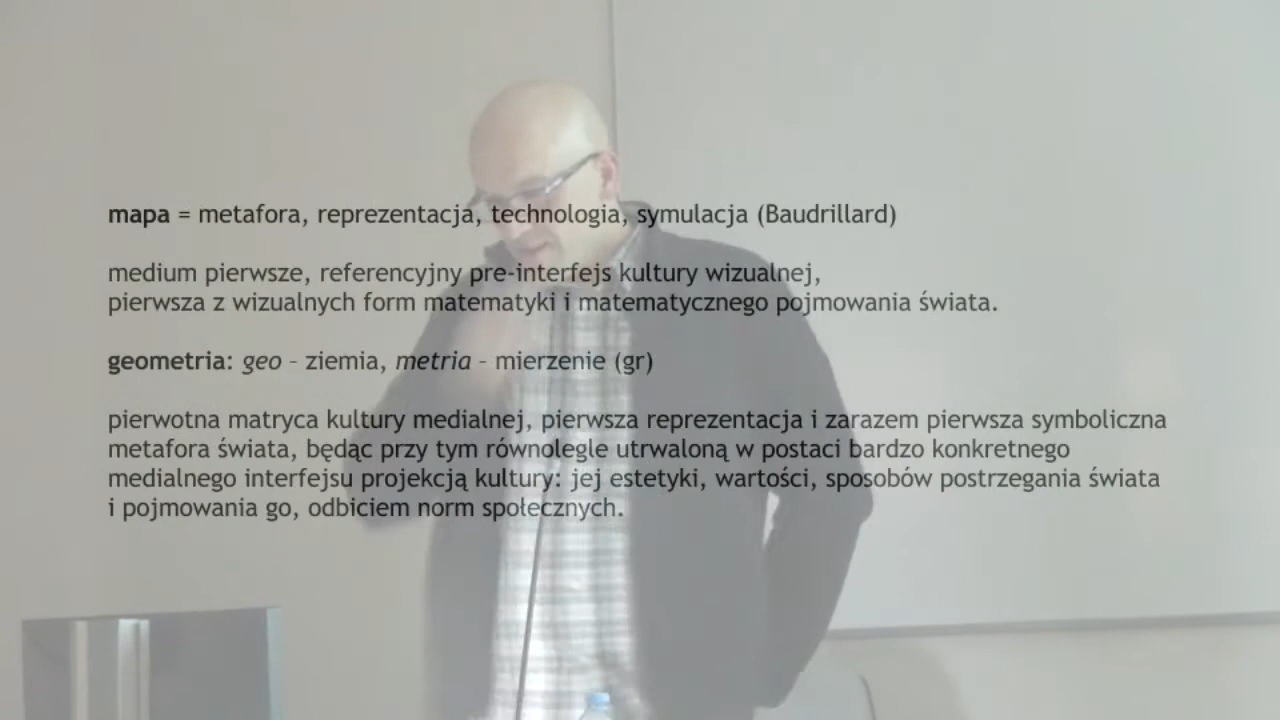 mapa = metafora, reprezentacja, technologia, symulacja (Baudrillard)
medium pierwsze, referencyjny pre-interfejs kultury wizualnej,
pierwsza z wizualnych form matematyki i matematycznego pojmowania świata.
geometria: geo – ziemia, metria – mierzenie (gr)
pierwotna matryca kultury medialnej, pierwsza reprezentacja i zarazem pierwsza symboliczna
metafora świata, będąc przy tym równolegle utrwaloną w postaci bardzo konkretnego
medialnego interfejsu projekcją kultury: jej estetyki, wartości, sposobów postrzegania świata
i pojmowania go, odbiciem norm społecznych.